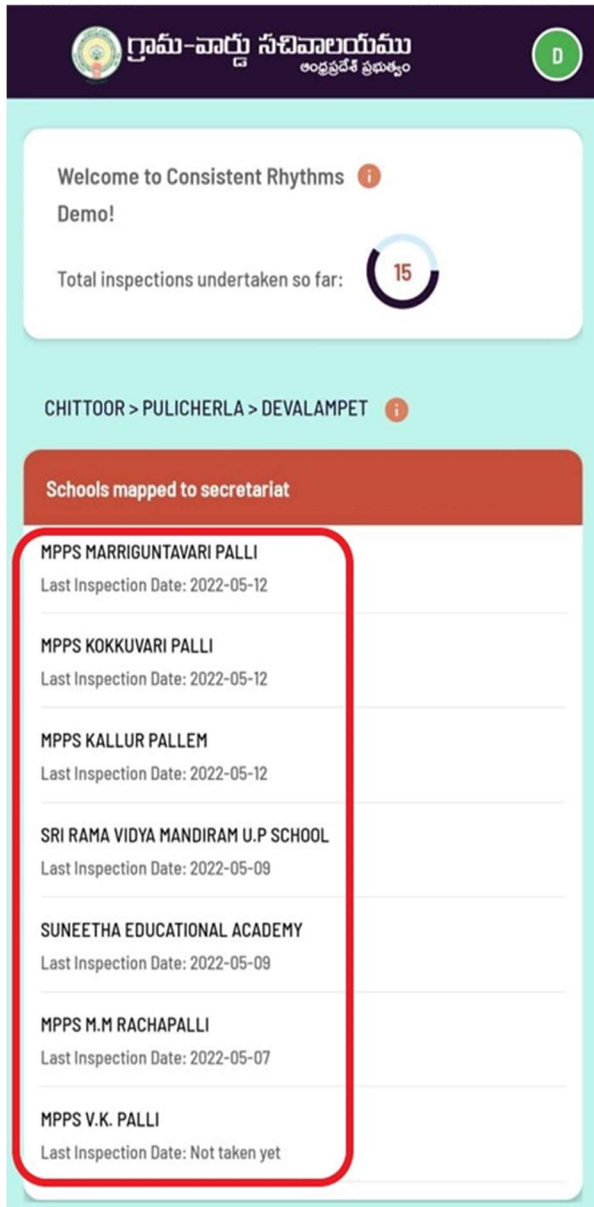 గ్రామ-వార్డు సచివాలయము
ఆంధ్రప్రదేశ్ ప్రభుత్వం
D
Welcome to Consistent Rhythms i
Demo!
Total inspections undertaken so far: 15
CHITTOOR > PULICHERLA > DEVALAMPET i
Schools mapped to secretariat
MPPS MARRIGUNTAVARI PALLI
Last Inspection Date: 2022-05-12
MPPS KOKKUVARI PALLI
Last Inspection Date: 2022-05-12
MPPS KALLUR PALLEM
Last Inspection Date: 2022-05-12
SRI RAMA VIDYA MANDIRAM U.P SCHOOL
Last Inspection Date: 2022-05-09
SUNEETHA EDUCATIONAL ACADEMY
Last Inspection Date: 2022-05-09
MPPS M.M RACHAPALLI
Last Inspection Date: 2022-05-07
MPPS V.K. PALLI
Last Inspection Date: Not taken yet